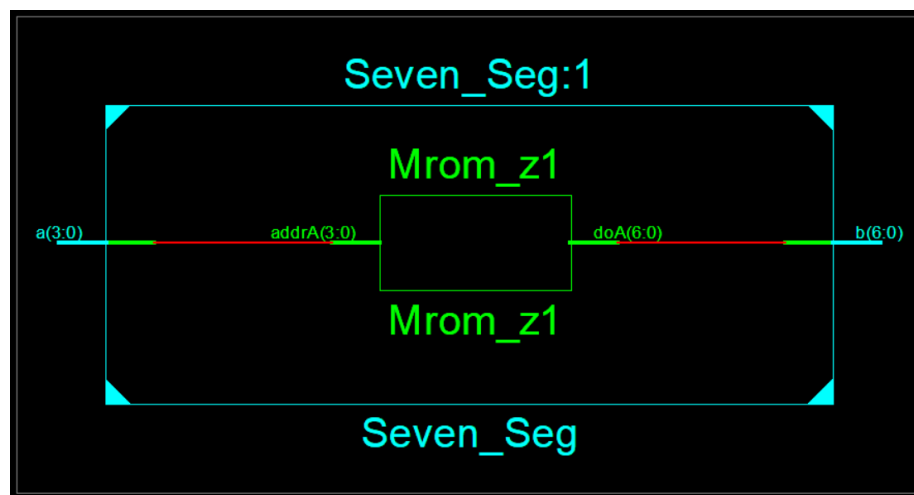 Seven_Seg:1
Mrom_z1
a(3:0)
addrA(3:0)
doA(6:0)
b(6:0)
Mrom_z1
Seven_Seg